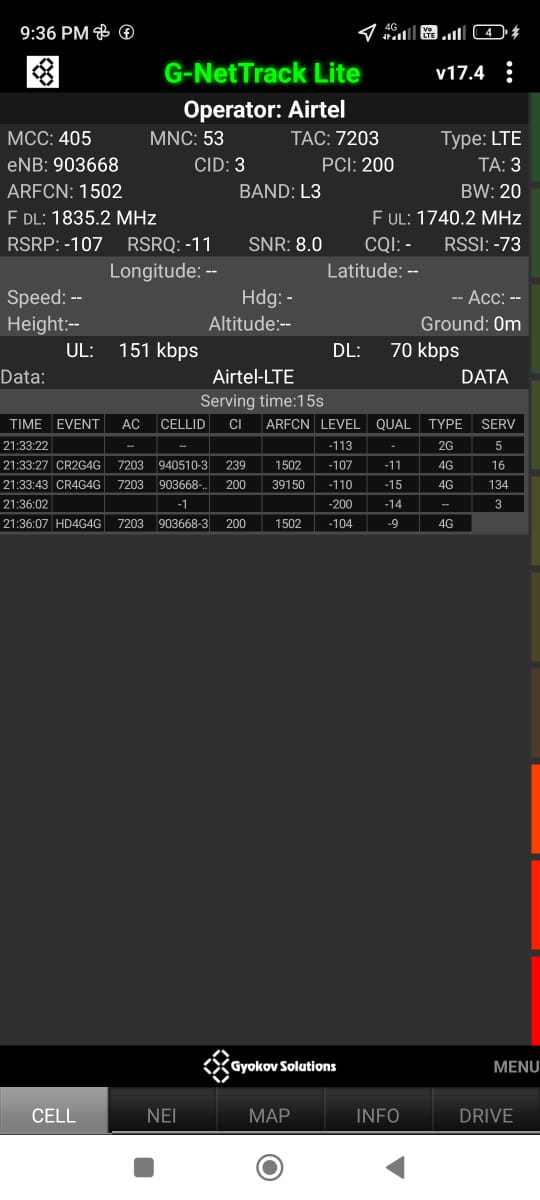 9:36 PM 4G Vo LTE 4
G-NetTrack Lite v17.4
Operator: Airtel
MCC: 405 MNC: 53 TAC: 7203 Type: LTE
eNB: 903668 CID: 3 PCI: 200 TA: 3
ARFCN: 1502 BAND: L3 BW: 20
F DL: 1835.2 MHz F UL: 1740.2 MHz
RSRP: -107 RSRQ: -11 SNR: 8.0 CQI: - RSSI: -73
Longitude: -- Latitude: --
Speed: -- Hdg: - -- Acc: --
Height:-- Altitude:-- Ground: 0m
UL: 151 kbps DL: 70 kbps
Data: Airtel-LTE DATA
Serving time:15s
TIME EVENT AC CELLID CI ARFCN LEVEL QUAL TYPE SERV
21:33:22 -- -- -113 - 2G 5
21:33:27 CR2G4G 7203 940510-3 239 1502 -107 -11 4G 16
21:33:43 CR4G4G 7203 903668-.. 200 39150 -110 -15 4G 134
21:36:02 -1 -200 -14 -- 3
21:36:07 HD4G4G 7203 903668-3 200 1502 -104 -9 4G
Gyokov Solutions MENU
CELL NEI MAP INFO DRIVE